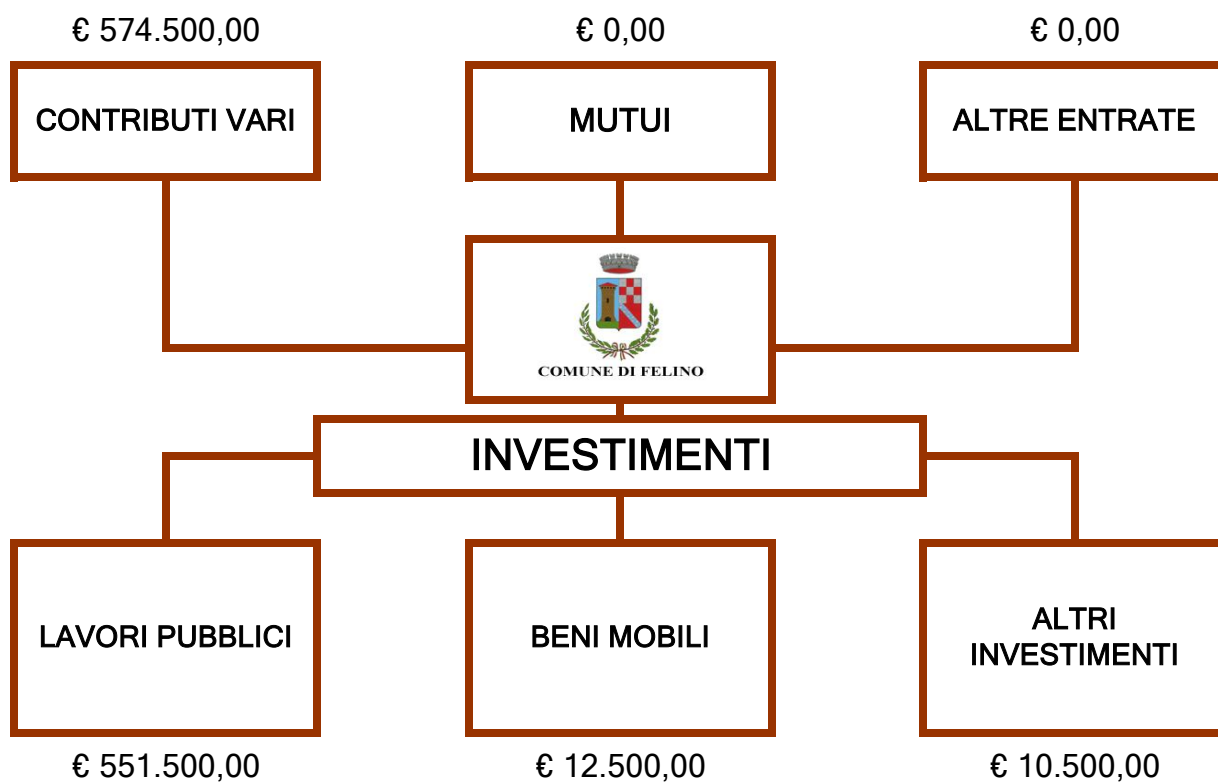 € 574.500,00
€ 0,00
€ 0,00
CONTRIBUTI VARI
MUTUI
ALTRE ENTRATE
COMUNE DI FELINO
INVESTIMENTI
LAVORI PUBBLICI
BENI MOBILI
ALTRI
INVESTIMENTI
€ 551.500,00
€ 12.500,00
€ 10.500,00